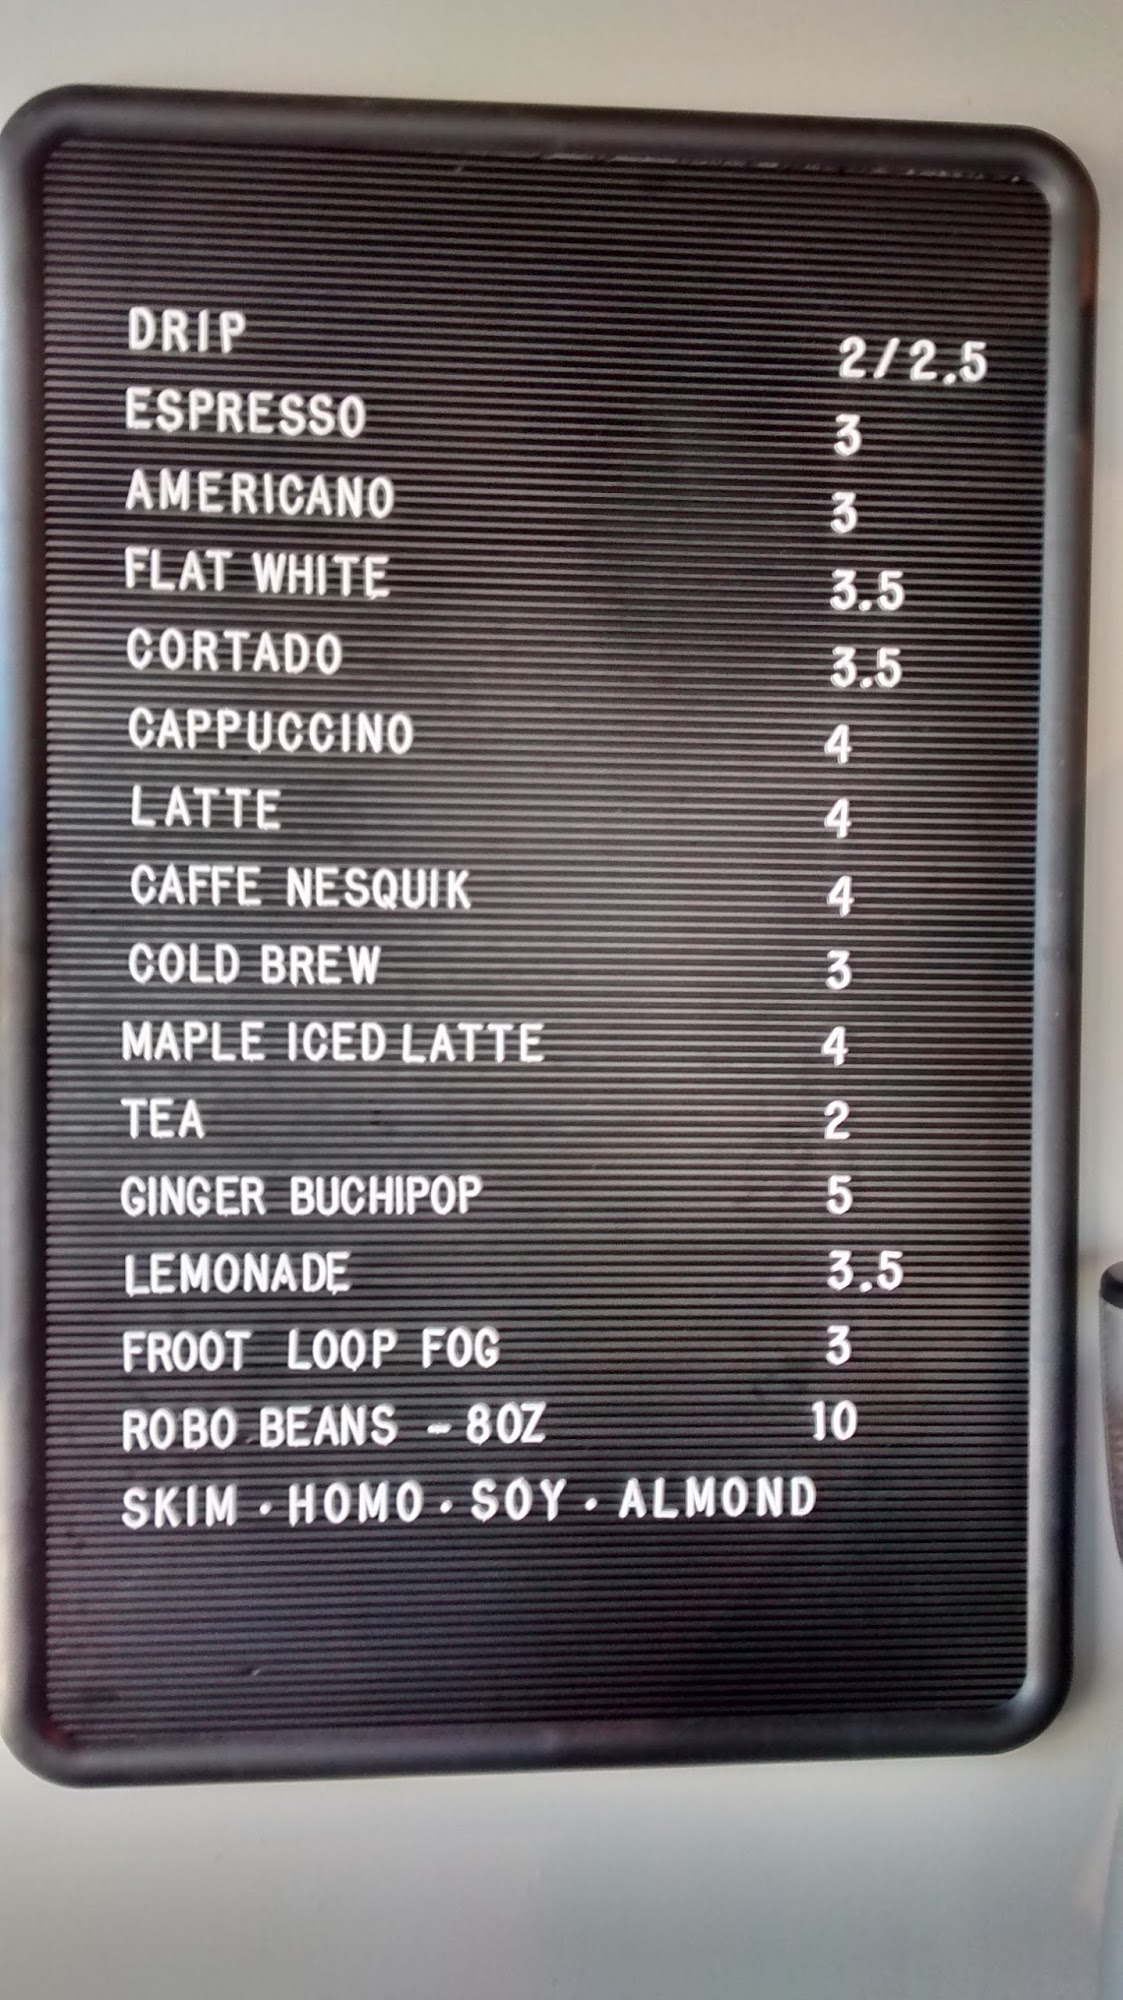 DRIP 2/2.5
ESPRESSO 3
AMERICANO 3
FLAT WHITE 3.5
CORTADO 3.5
CAPPUCCINO 4
LATTE 4
CAFFE NESQUIK 4
COLD BREW 3
MAPLE ICED LATTE 4
TEA 2
GINGER BUCHIPOP 5
LEMONADE 3.5
FROOT LOOP FOG 3
ROBO BEANS - 8OZ 10
SKIM · HOMO · SOY · ALMOND